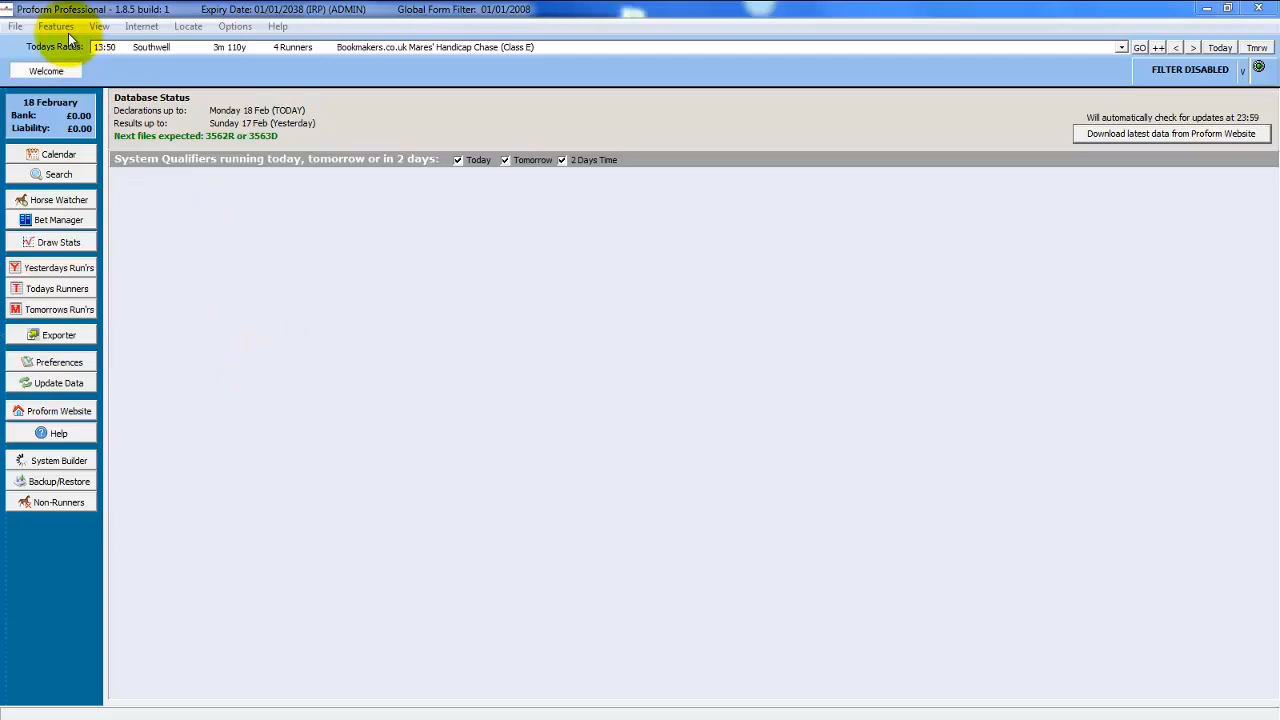 Proform Professional - 1.8.5 build: 1 Expiry Date: 01/01/2038 (IRP) (ADMIN) Global Form Filter: 01/01/2008
File Features View Internet Locate Options Help
Todays Races: 13:50 Southwell 3m 110y 4 Runners Bookmakers.co.uk Mares' Handicap Chase (Class E) GO ++ < > Today Tmrw
Welcome
FILTER DISABLED v
18 February
Bank: £0.00
Liability: £0.00
Calendar
Search
Horse Watcher
Bet Manager
Draw Stats
Y Yesterdays Run'rs
T Todays Runners
M Tomorrows Run'rs
Exporter
Preferences
Update Data
Proform Website
Help
System Builder
Backup/Restore
Non-Runners
Database Status
Declarations up to: Monday 18 Feb (TODAY)
Results up to: Sunday 17 Feb (Yesterday)
Next files expected: 3562R or 3563D
Will automatically check for updates at 23:59
Download latest data from Proform Website
System Qualifiers running today, tomorrow or in 2 days: Today Tomorrow 2 Days Time